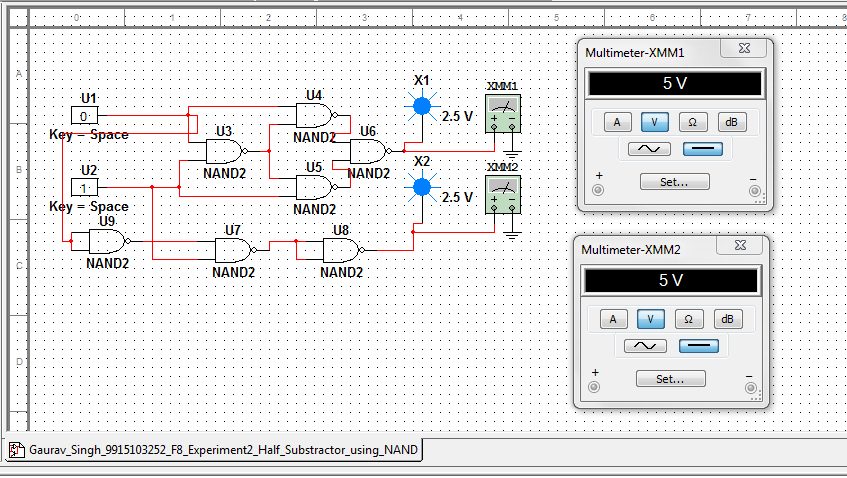 0 1 2 3 4 5 6 7 8
A
B
C
D
U1
0
Key = Space
U2
1
Key = Space
U3
NAND2
U4
NAND2
U5
NAND2
U6
NAND2
U9
NAND2
U7
NAND2
U8
NAND2
X1
2.5 V
X2
2.5 V
XMM1
XMM2
Multimeter-XMM1
5 V
A V Ω dB
+ Set... −
Multimeter-XMM2
5 V
A V Ω dB
+ Set... −
Gaurav_Singh_9915103252_F8_Experiment2_Half_Substractor_using_NAND